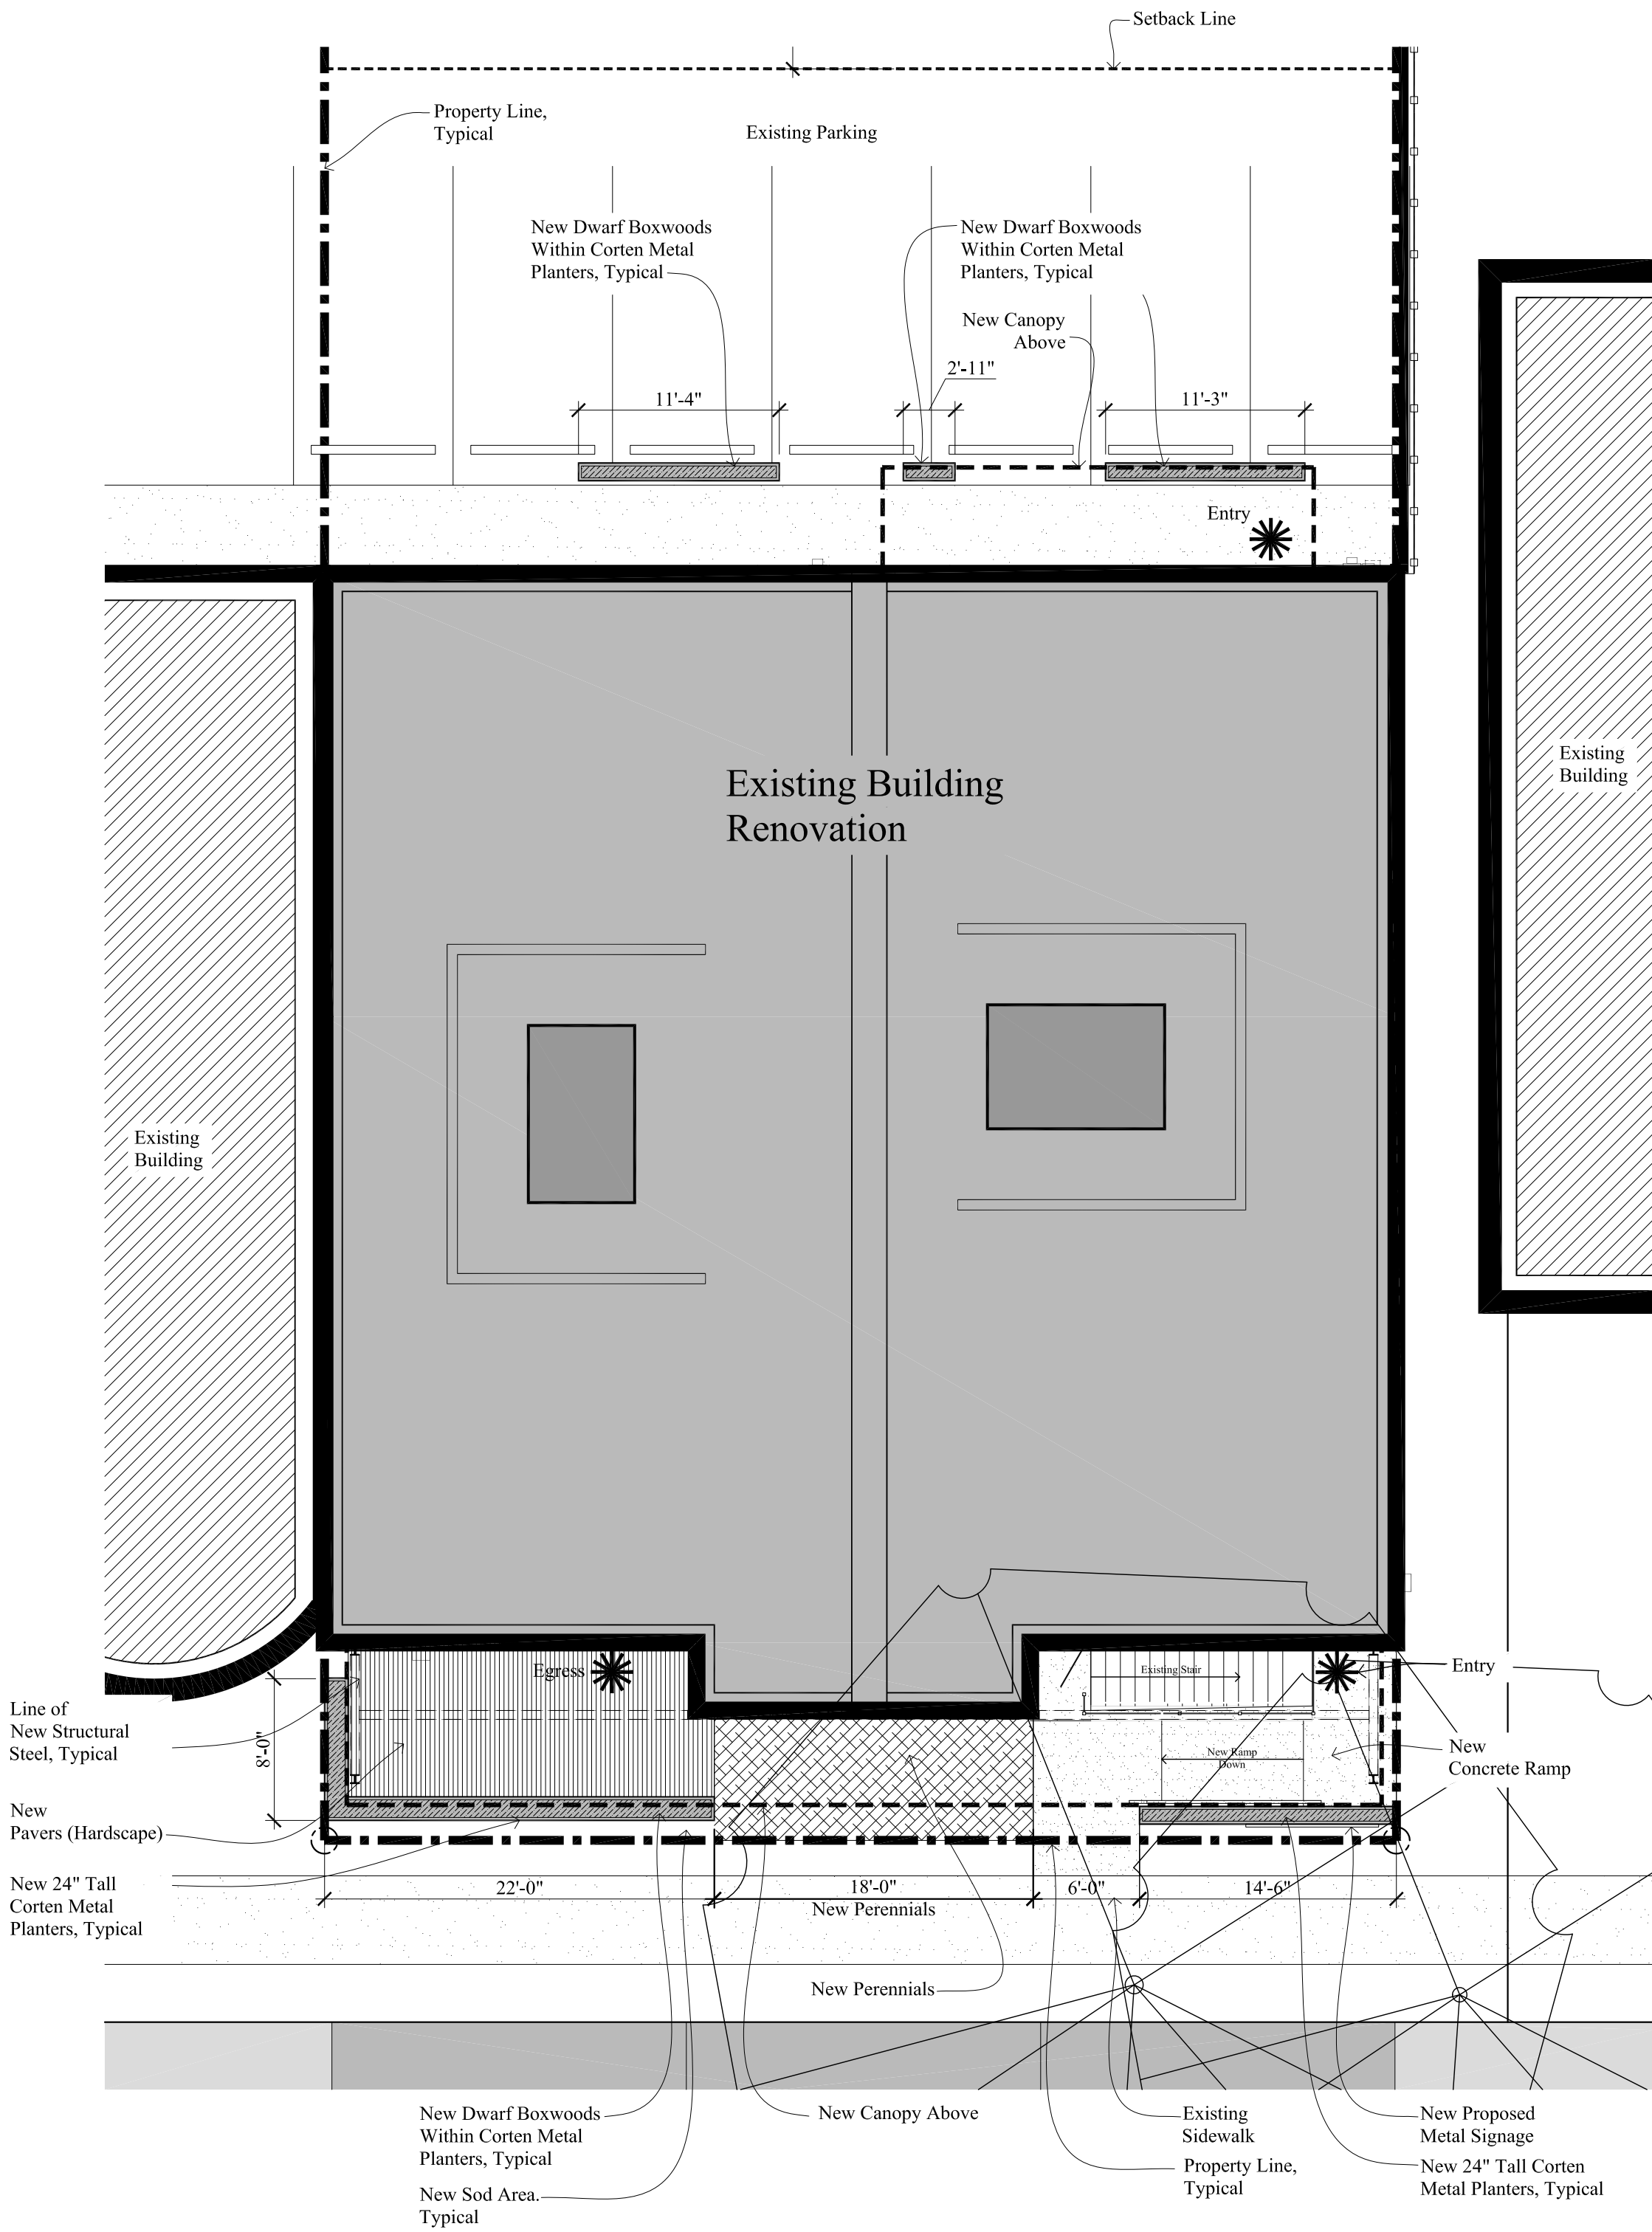 Setback Line
Property Line,
Typical
Existing Parking
New Dwarf Boxwoods
Within Corten Metal
Planters, Typical
New Dwarf Boxwoods
Within Corten Metal
Planters, Typical
New Canopy
Above
2'-11"
11'-4"
11'-3"
Entry
Existing Building
Renovation
Existing
Building
Existing
Building
Egress
Existing Stair
Entry
Line of
New Structural
Steel, Typical
8'-0"
New Ramp
Down
New
Concrete Ramp
New
Pavers (Hardscape)
New 24" Tall
Corten Metal
Planters, Typical
22'-0"
18'-0"
6'-0"
14'-6"
New Perennials
New Perennials
New Dwarf Boxwoods
Within Corten Metal
Planters, Typical
New Sod Area.
Typical
New Canopy Above
Existing
Sidewalk
Property Line,
Typical
New Proposed
Metal Signage
New 24" Tall Corten
Metal Planters, Typical